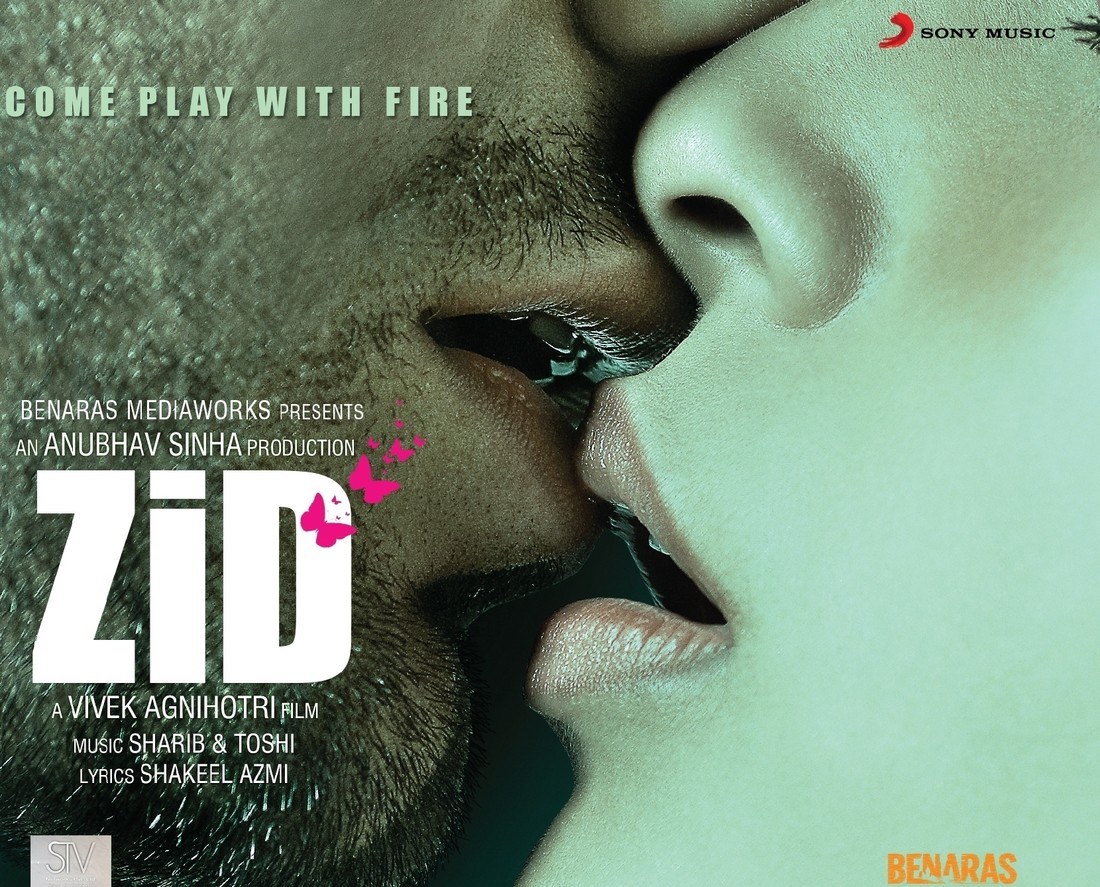 SONY MUSIC
COME PLAY WITH FIRE
BENARAS MEDIAWORKS PRESENTS
AN ANUBHAV SINHA PRODUCTION
ZiD
A VIVEK AGNIHOTRI FILM
MUSIC SHARIB & TOSHI
LYRICS SHAKEEL AZMI
STV
BENARAS